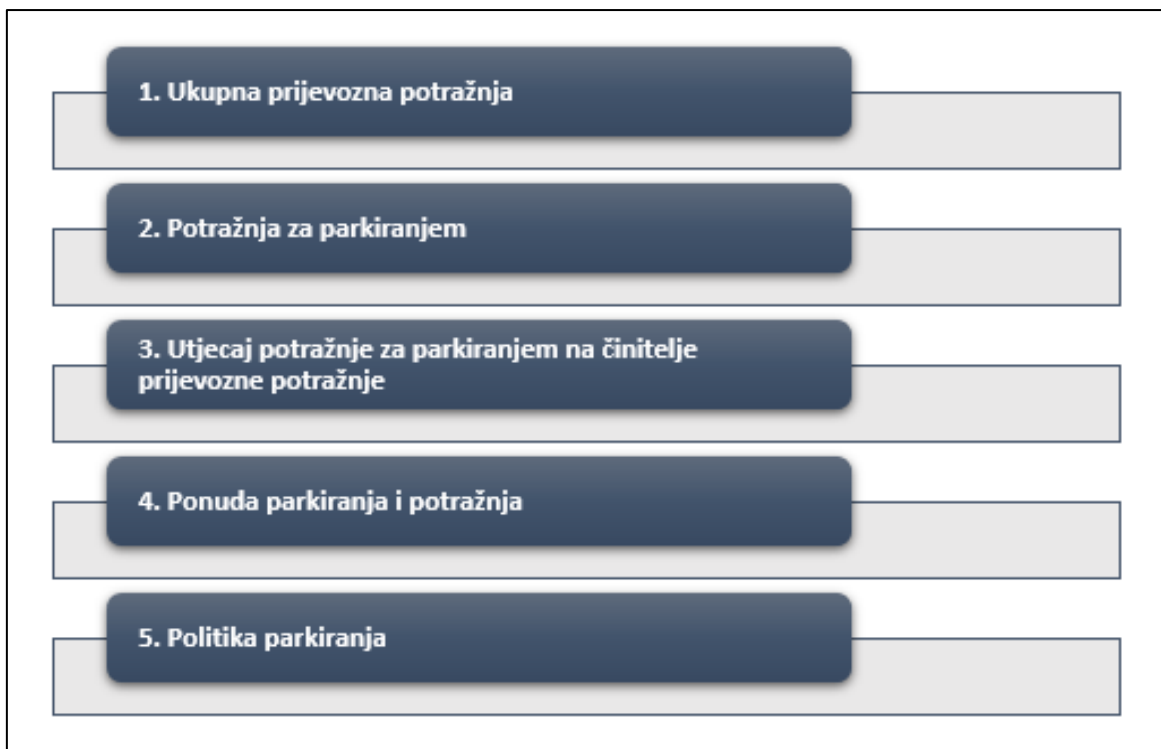 1. Ukupna prijevozna potražnja
2. Potražnja za parkiranjem
3. Utjecaj potražnje za parkiranjem na činitelje
prijevozne potražnje
4. Ponuda parkiranja i potražnja
5. Politika parkiranja